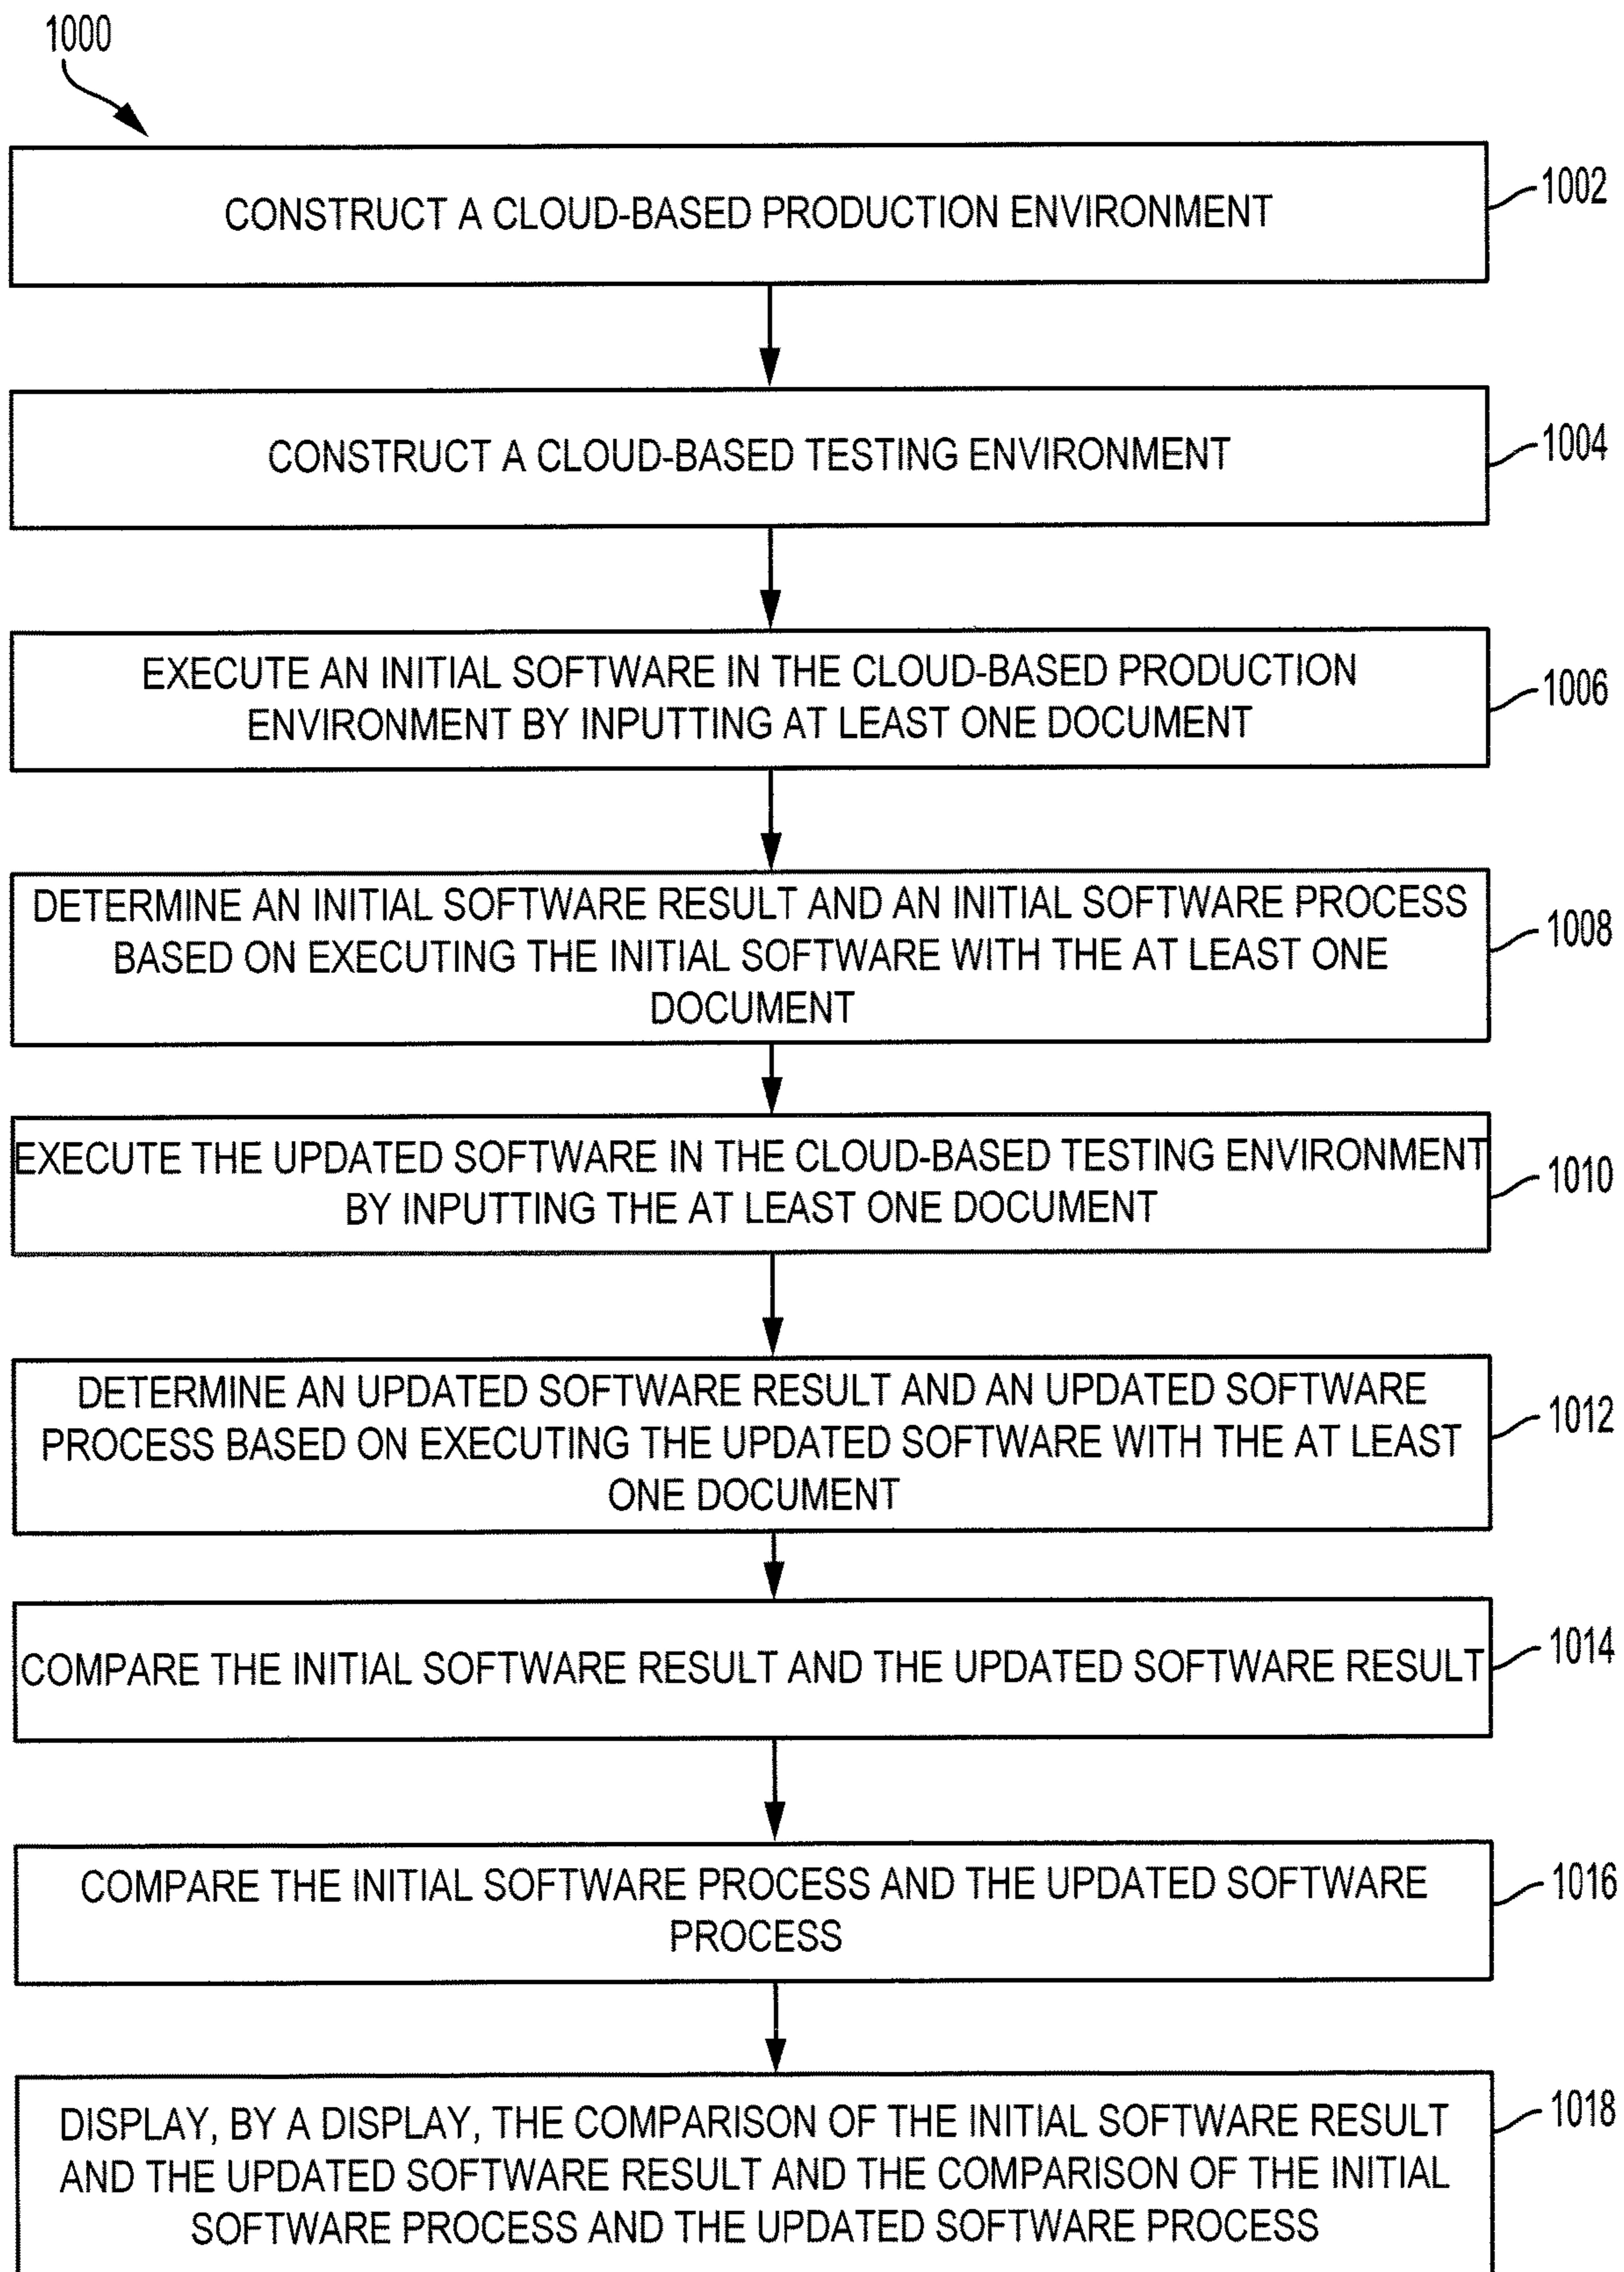 1000
CONSTRUCT A CLOUD-BASED PRODUCTION ENVIRONMENT
1002
CONSTRUCT A CLOUD-BASED TESTING ENVIRONMENT
1004
EXECUTE AN INITIAL SOFTWARE IN THE CLOUD-BASED PRODUCTION
ENVIRONMENT BY INPUTTING AT LEAST ONE DOCUMENT
1006
DETERMINE AN INITIAL SOFTWARE RESULT AND AN INITIAL SOFTWARE PROCESS
BASED ON EXECUTING THE INITIAL SOFTWARE WITH THE AT LEAST ONE
DOCUMENT
1008
EXECUTE THE UPDATED SOFTWARE IN THE CLOUD-BASED TESTING ENVIRONMENT
BY INPUTTING THE AT LEAST ONE DOCUMENT
1010
DETERMINE AN UPDATED SOFTWARE RESULT AND AN UPDATED SOFTWARE
PROCESS BASED ON EXECUTING THE UPDATED SOFTWARE WITH THE AT LEAST
ONE DOCUMENT
1012
COMPARE THE INITIAL SOFTWARE RESULT AND THE UPDATED SOFTWARE RESULT
1014
COMPARE THE INITIAL SOFTWARE PROCESS AND THE UPDATED SOFTWARE
PROCESS
1016
DISPLAY, BY A DISPLAY, THE COMPARISON OF THE INITIAL SOFTWARE RESULT
AND THE UPDATED SOFTWARE RESULT AND THE COMPARISON OF THE INITIAL
SOFTWARE PROCESS AND THE UPDATED SOFTWARE PROCESS
1018